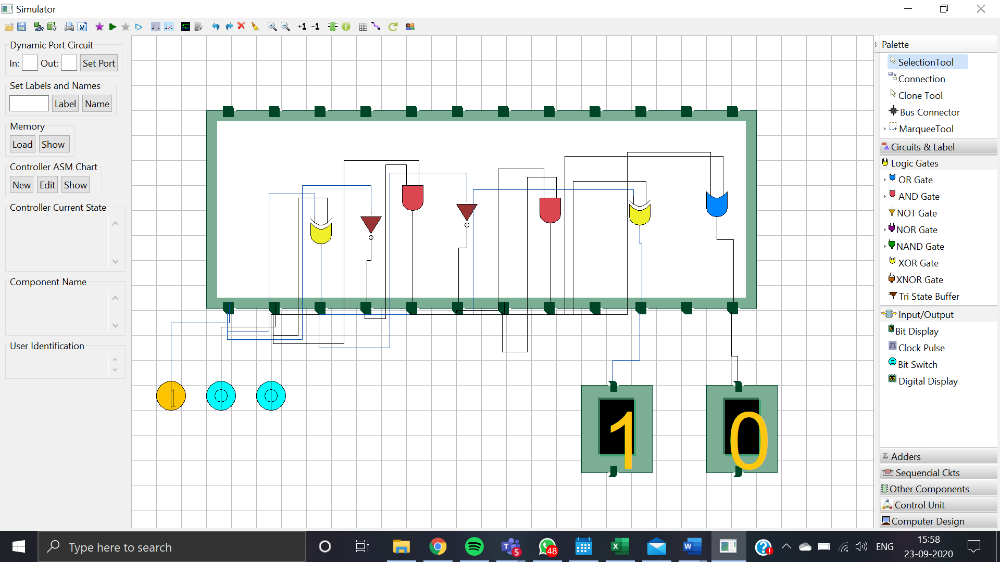 Simulator
+1 -1
Dynamic Port Circuit
In: Out: Set Port
Set Labels and Names
Label Name
Memory
Load Show
Controller ASM Chart
New Edit Show
Controller Current State
Component Name
User Identification
1
0
0
1
0
Palette
SelectionTool
Connection
Clone Tool
Bus Connector
MarqueeTool
Circuits & Label
Logic Gates
OR Gate
AND Gate
NOT Gate
NOR Gate
NAND Gate
XOR Gate
XNOR Gate
Tri State Buffer
Input/Output
Bit Display
Clock Pulse
Bit Switch
Digital Display
Adders
Sequencial Ckts
Other Components
Control Unit
Computer Design
Type here to search
5
48
ENG
15:58
23-09-2020